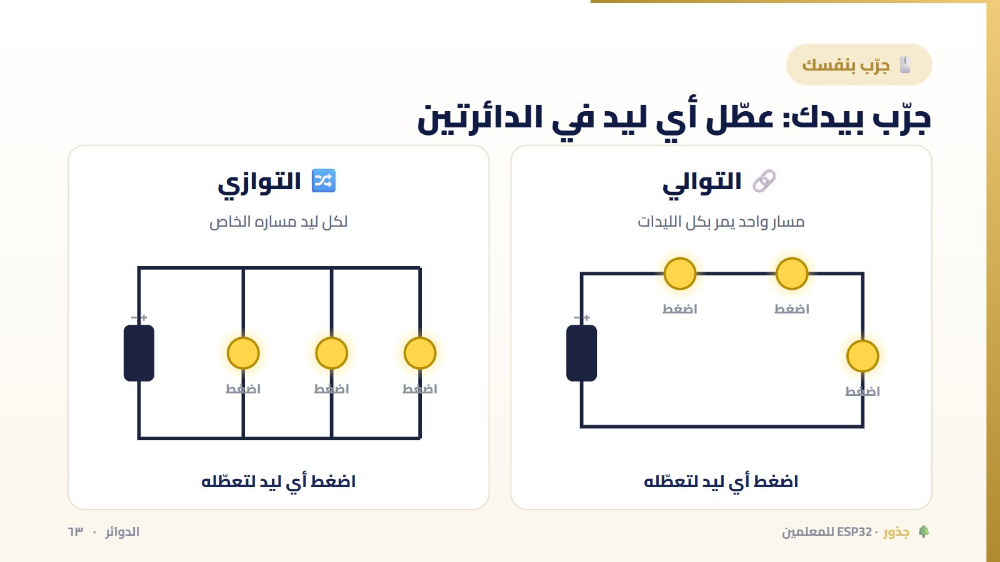 جرّب بنفسك
جرّب بيدك: عطّل أي ليد في الدائرتين
التوالي
مسار واحد يمر بكل الليدات
اضغط
اضغط
+ −
اضغط
اضغط أي ليد لتعطّله
التوازي
لكل ليد مساره الخاص
+ −
اضغط
اضغط
اضغط
اضغط أي ليد لتعطّله
جذور · ESP32 للمعلمين
الدوائر · ٦٣